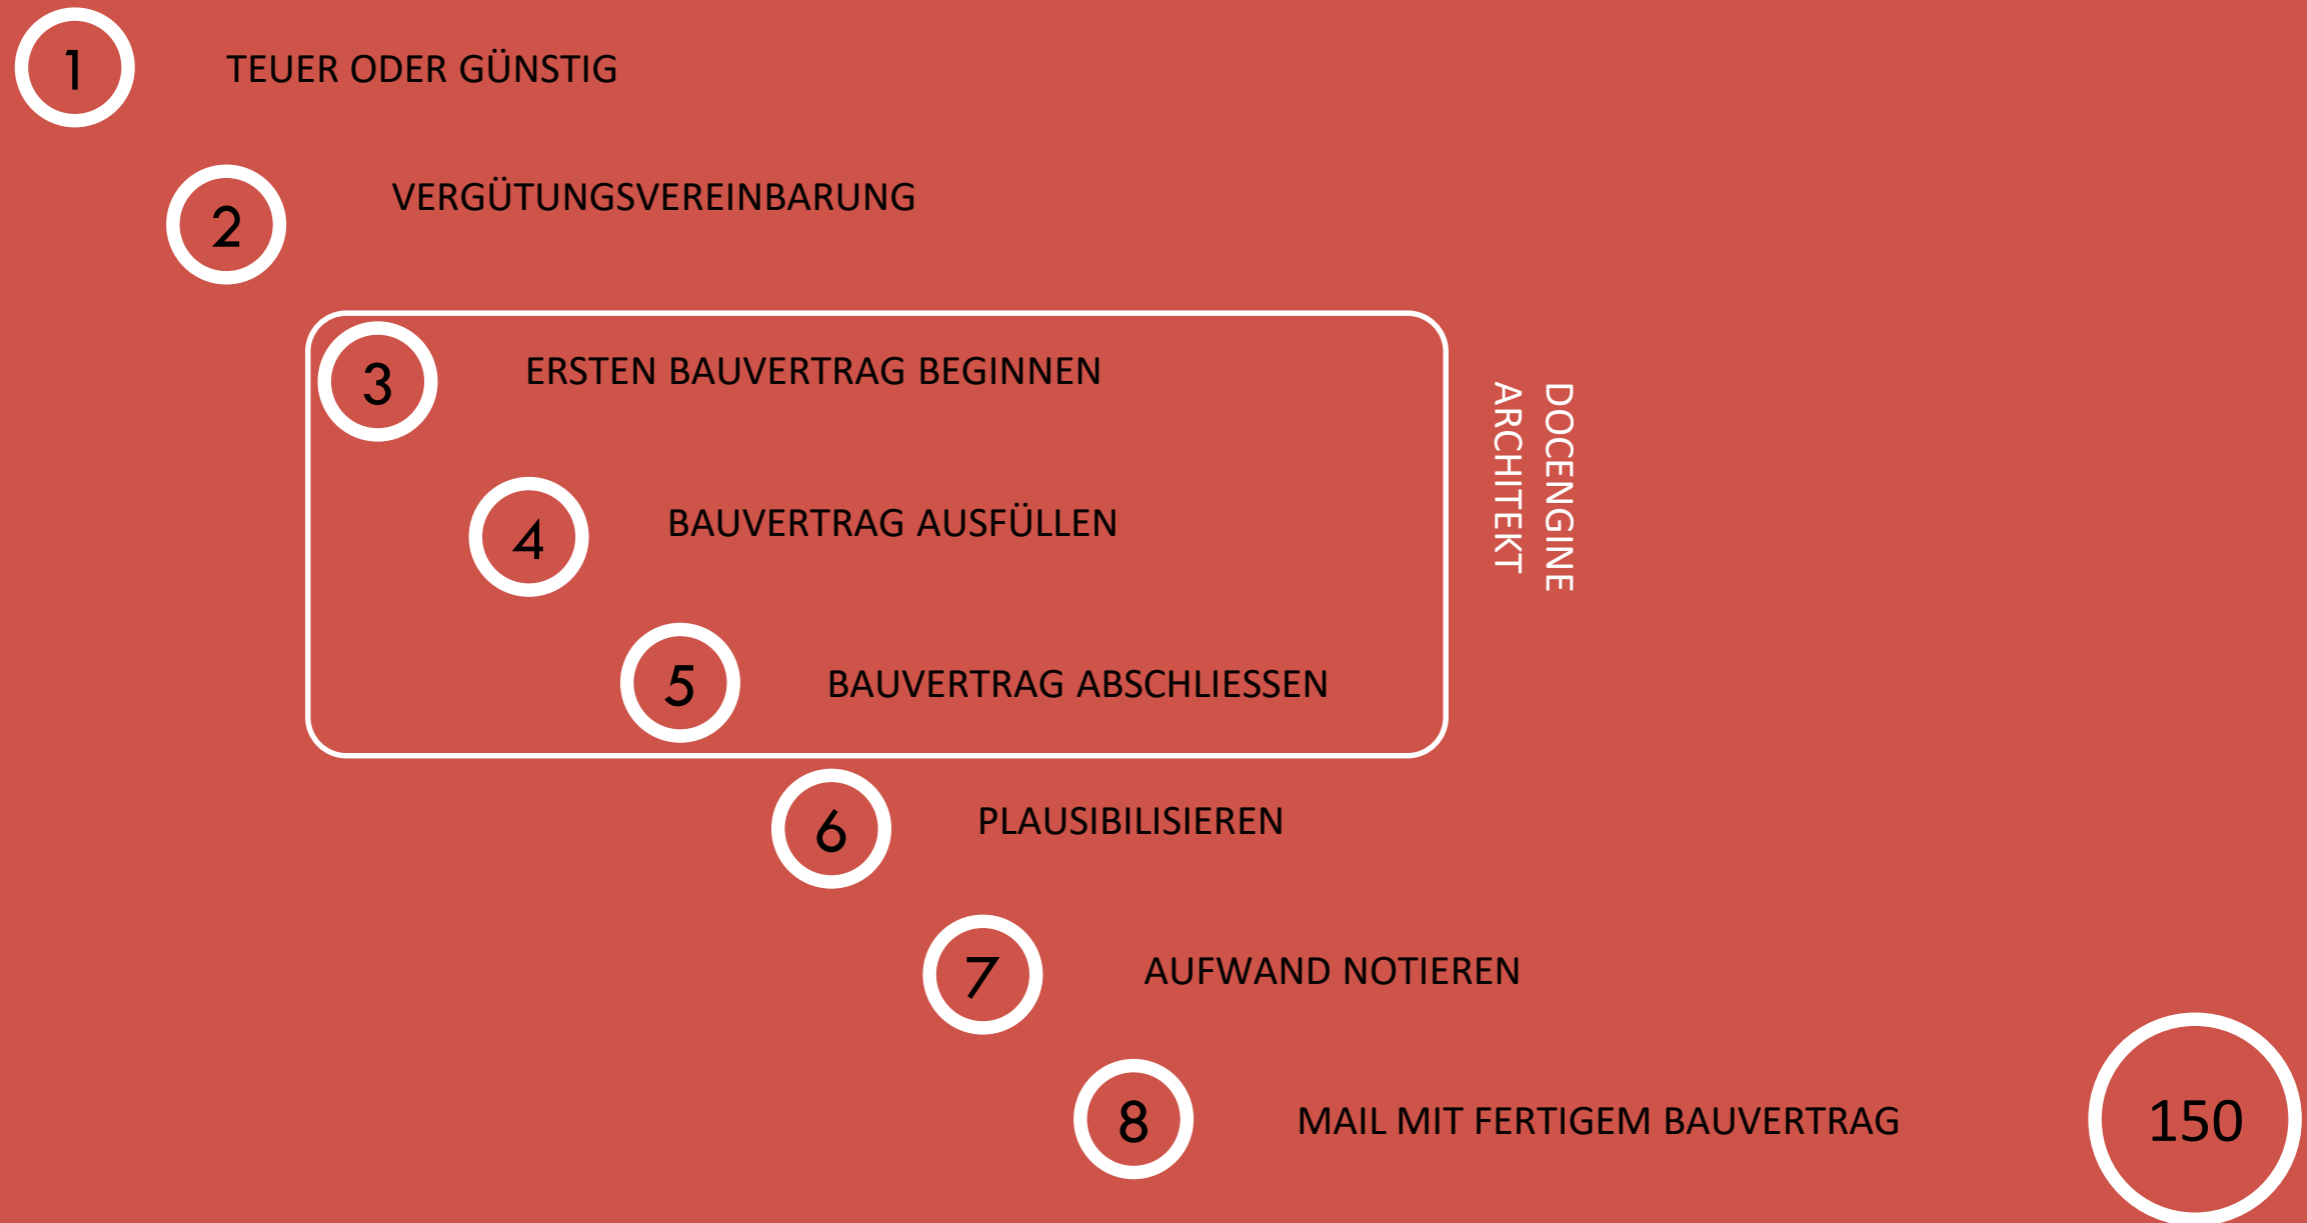 1
TEUER ODER GÜNSTIG
2
VERGÜTUNGSVEREINBARUNG
3
ERSTEN BAUVERTRAG BEGINNEN
4
BAUVERTRAG AUSFÜLLEN
5
BAUVERTRAG ABSCHLIESSEN
DOCENGINE
ARCHITEKT
6
PLAUSIBILISIEREN
7
AUFWAND NOTIEREN
8
MAIL MIT FERTIGEM BAUVERTRAG
150